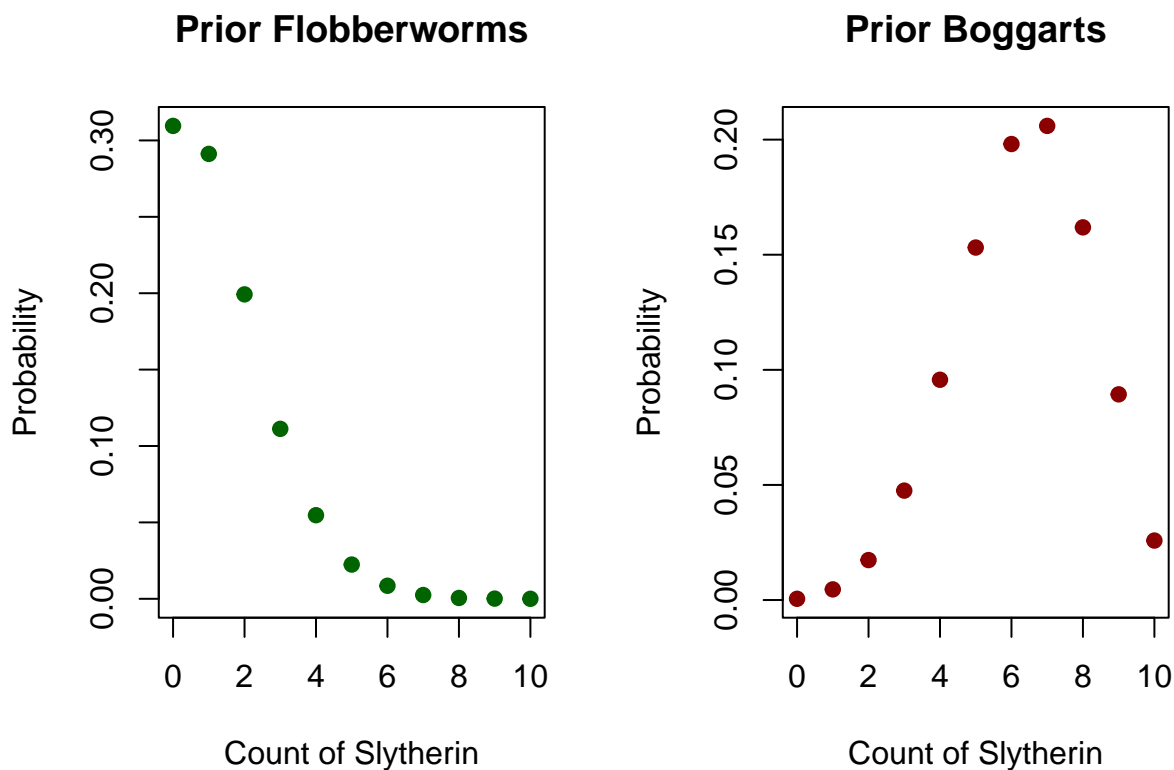 Prior Flobberworms
Probability
0.30
0.20
0.10
0.00
0 2 4 6 8 10
Count of Slytherin
Prior Boggarts
Probability
0.20
0.15
0.10
0.05
0.00
0 2 4 6 8 10
Count of Slytherin